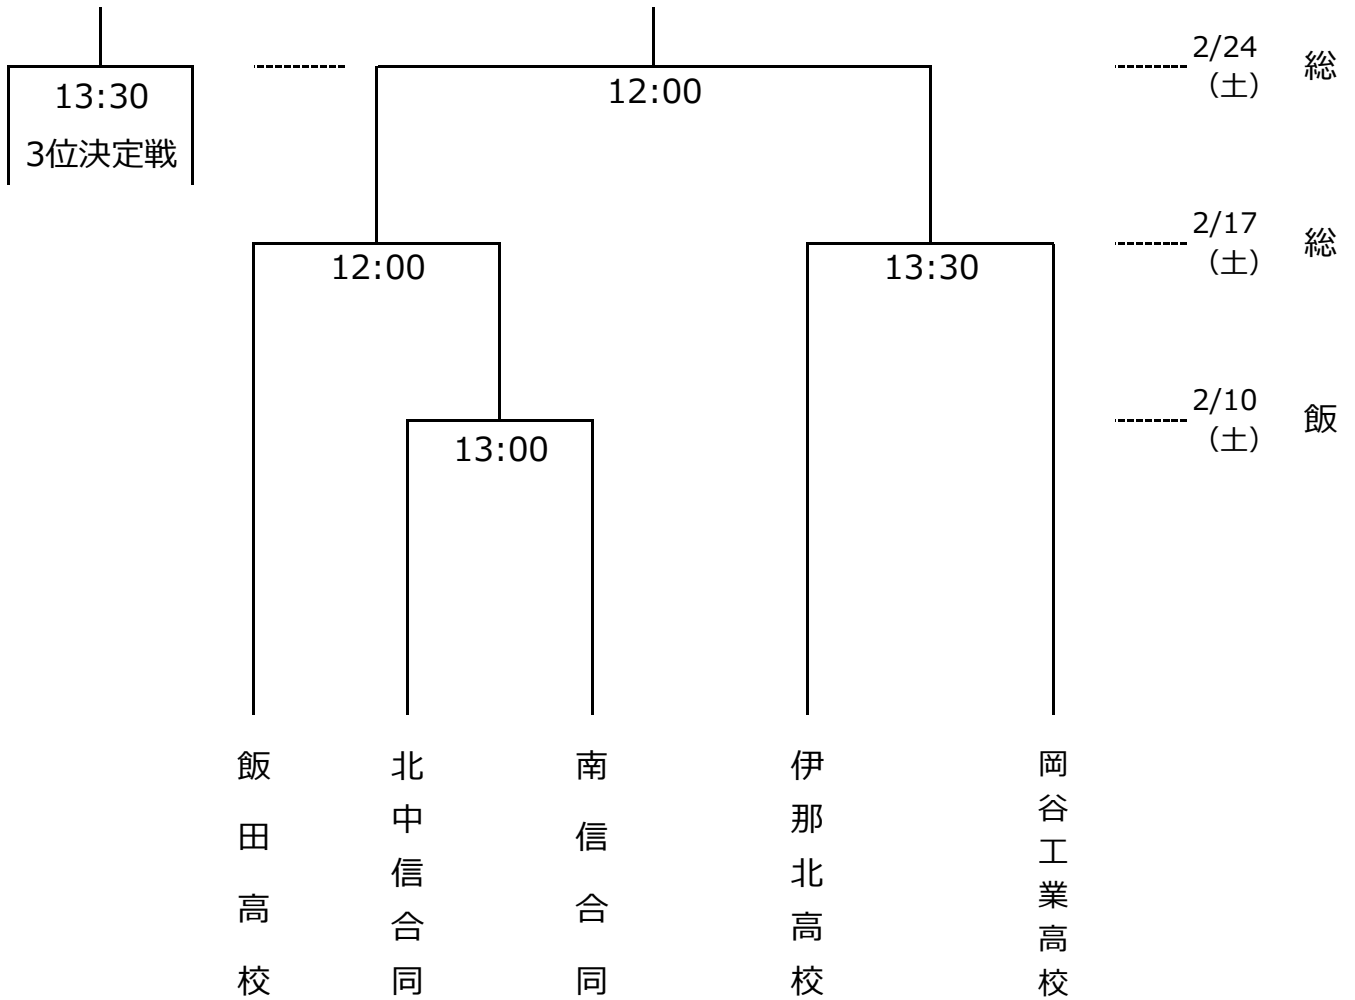 2/24
（土）
総
13:30
3位決定戦
12:00
2/17
（土）
総
12:00
13:30
2/10
（土）
飯
13:00
飯田高校
北中信合同
南信合同
伊那北高校
岡谷工業高校